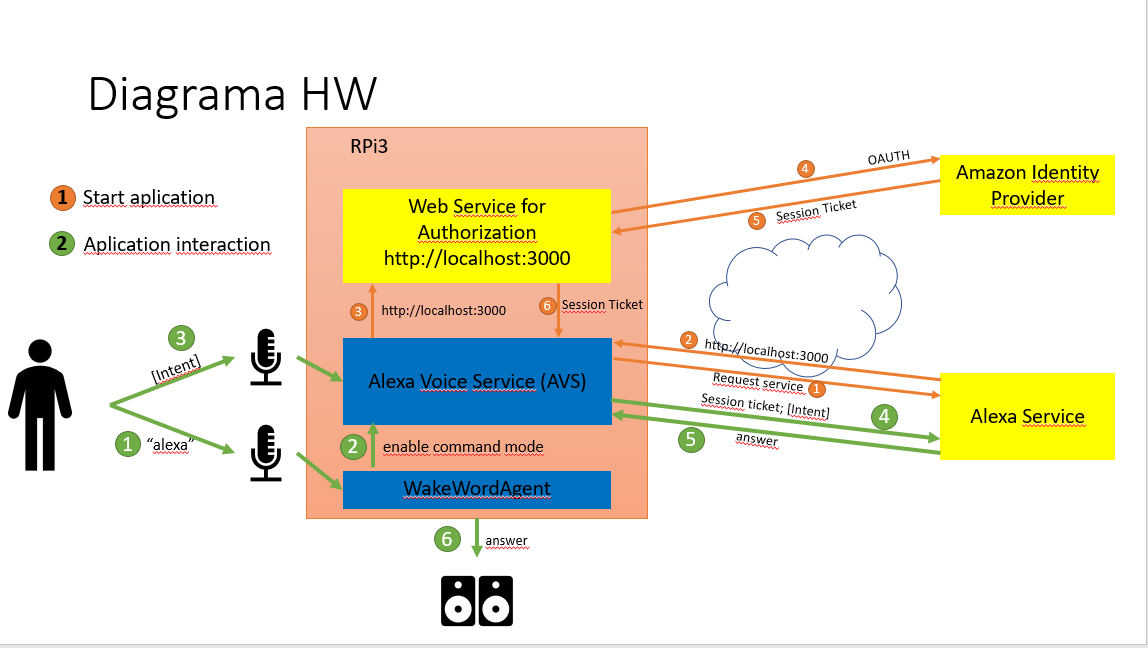 Diagrama HW
RPi3
1 Start aplication
2 Aplication interaction
Web Service for
Authorization
http://localhost:3000
4 OAUTH
5 Session Ticket
Amazon Identity
Provider
3 http://localhost:3000
6 Session Ticket
2 http://localhost:3000
Request service 1
Session ticket; [Intent] 4
5 answer
Alexa Service
3
[Intent]
1 “alexa”
Alexa Voice Service (AVS)
2 enable command mode
WakeWordAgent
6 answer